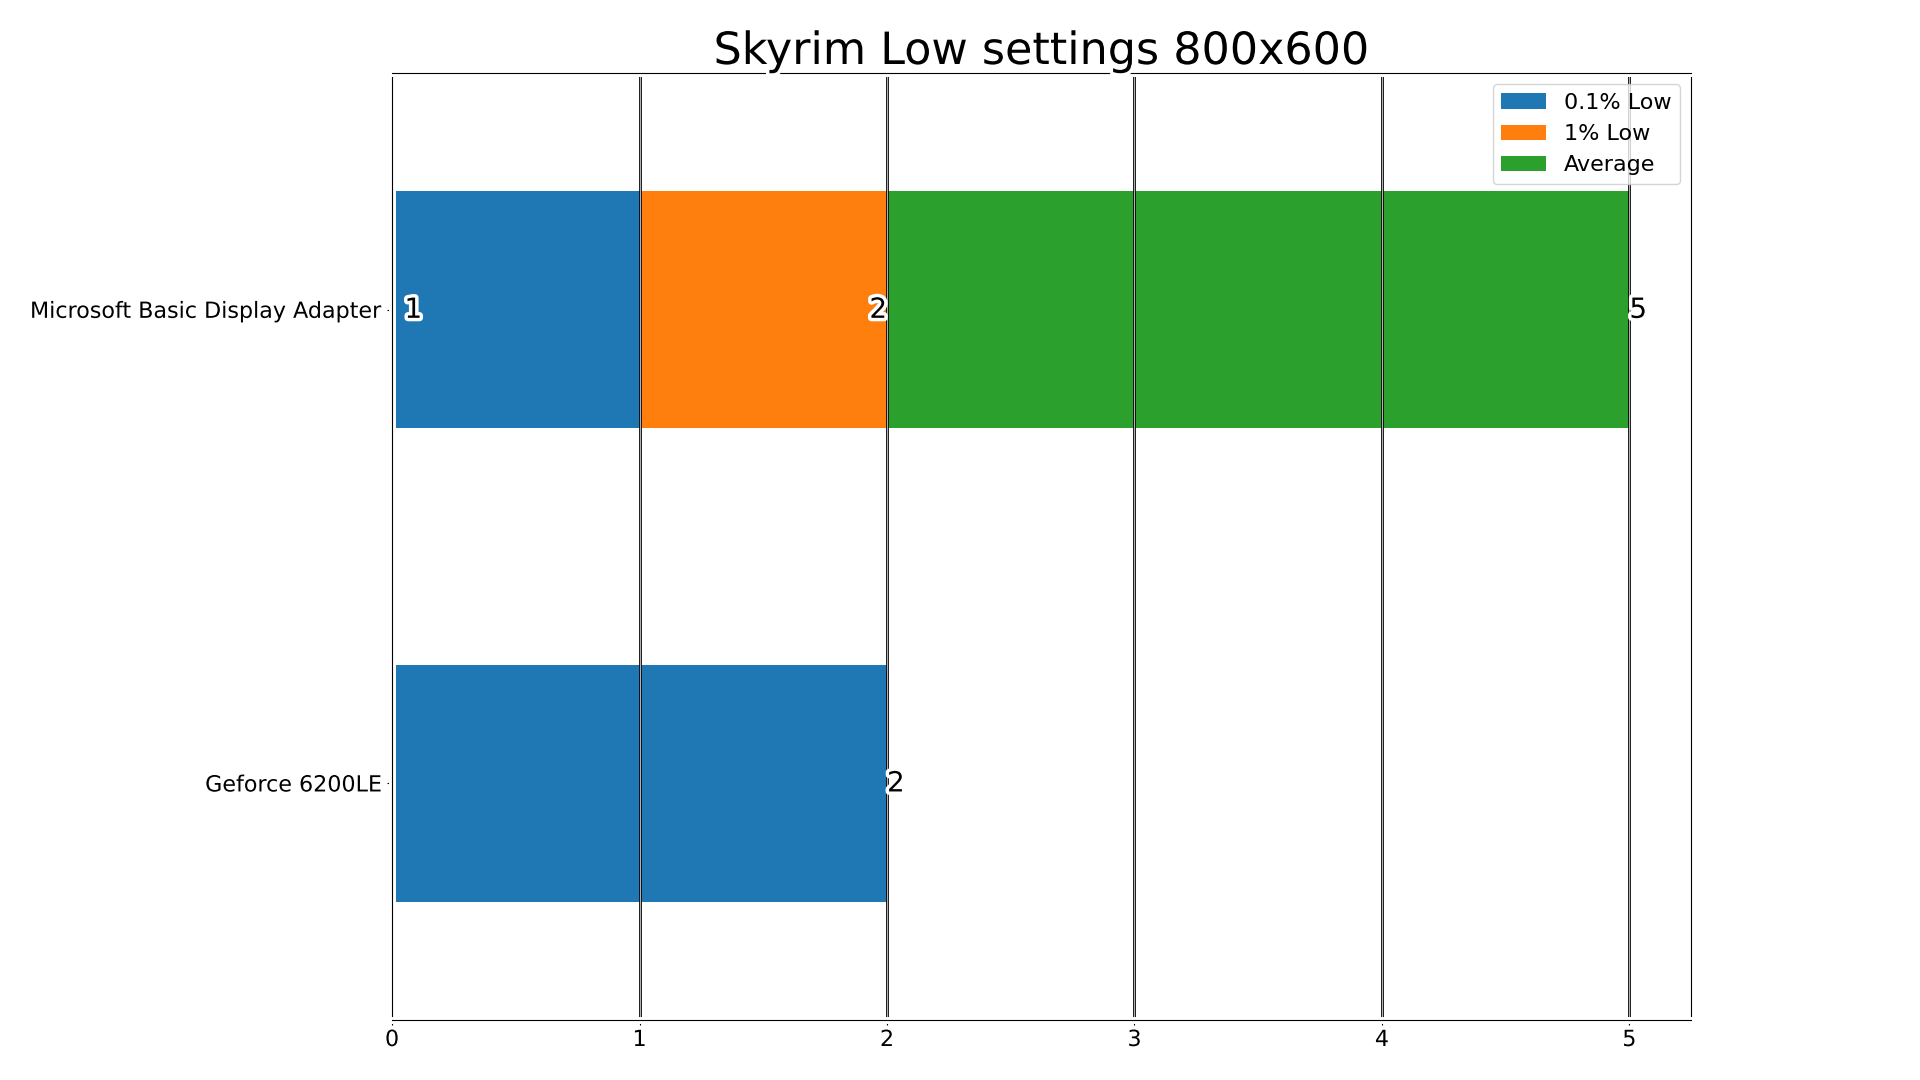 Skyrim Low settings 800x600
0.1% Low
1% Low
Average
Microsoft Basic Display Adapter
1
2
5
Geforce 6200LE
2
0 1 2 3 4 5